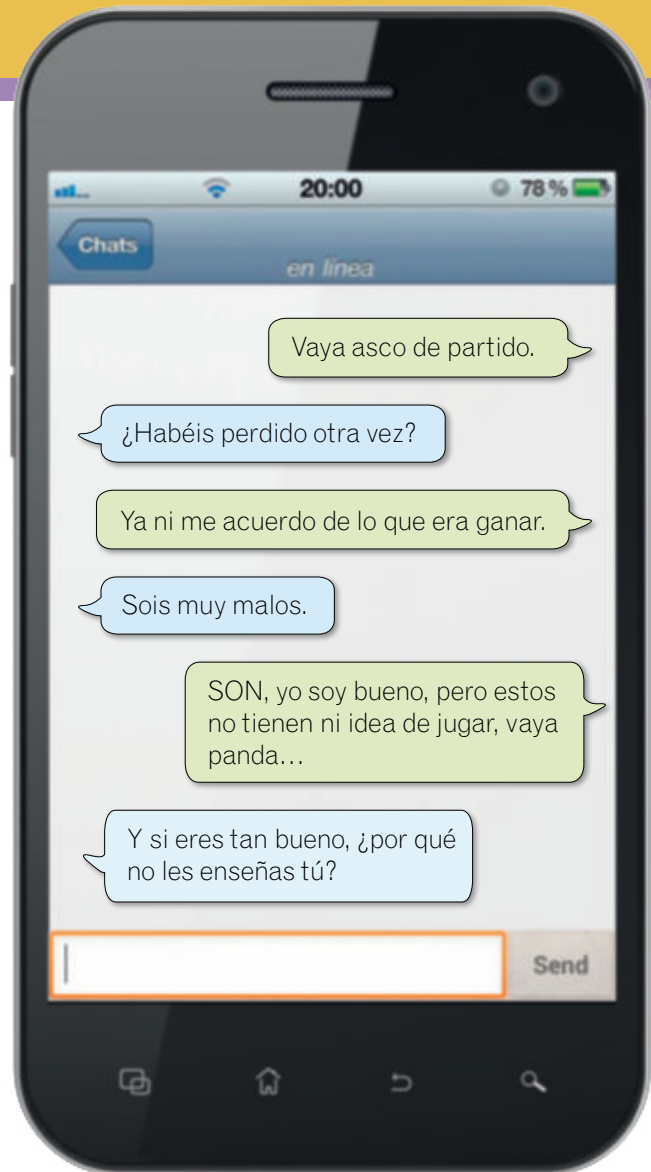 20:00
78 %
Chats
en línea
Vaya asco de partido.
¿Habéis perdido otra vez?
Ya ni me acuerdo de lo que era ganar.
Sois muy malos.
SON, yo soy bueno, pero estos
no tienen ni idea de jugar, vaya
panda…
Y si eres tan bueno, ¿por qué
no les enseñas tú?
Send